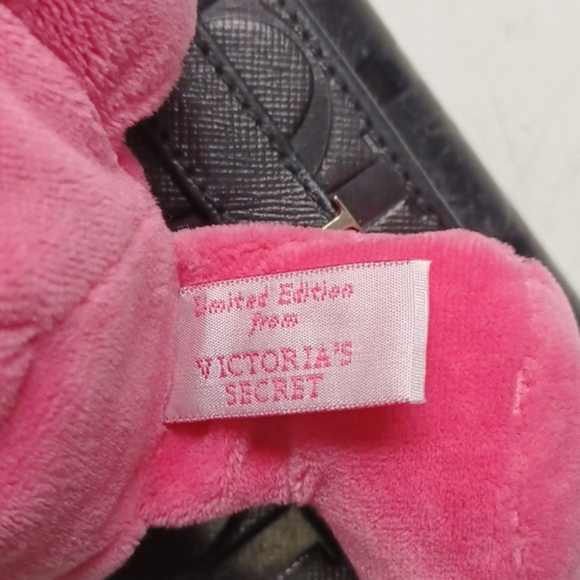 Limited Edition
from
VICTORIA'S
SECRET